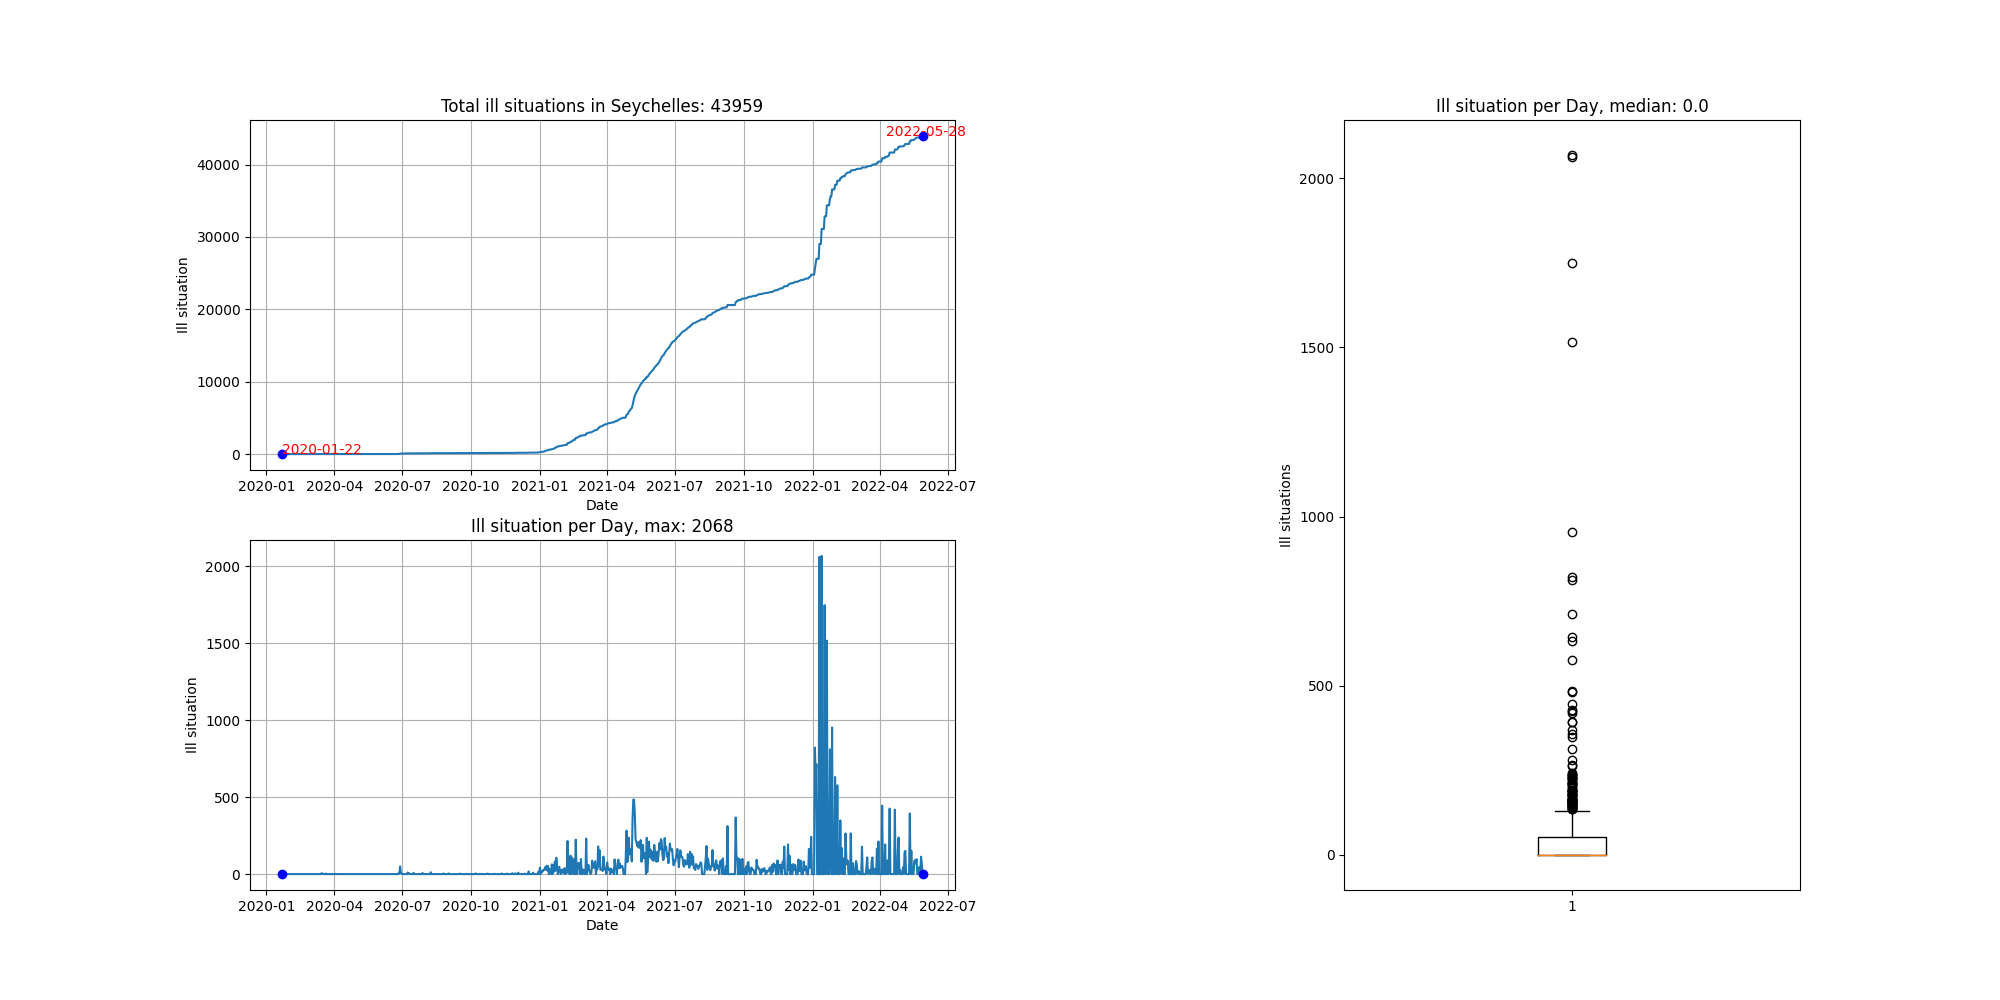 Total ill situations in Seychelles: 43959
Ill situation
40000
30000
20000
10000
0
2022-05-28
2020-01-22
2020-01 2020-04 2020-07 2020-10 2021-01 2021-04 2021-07 2021-10 2022-01 2022-04 2022-07
Date
Ill situation per Day, max: 2068
Ill situation
2000
1500
1000
500
0
2020-01 2020-04 2020-07 2020-10 2021-01 2021-04 2021-07 2021-10 2022-01 2022-04 2022-07
Date
Ill situation per Day, median: 0.0
Ill situations
2000
1500
1000
500
0
1